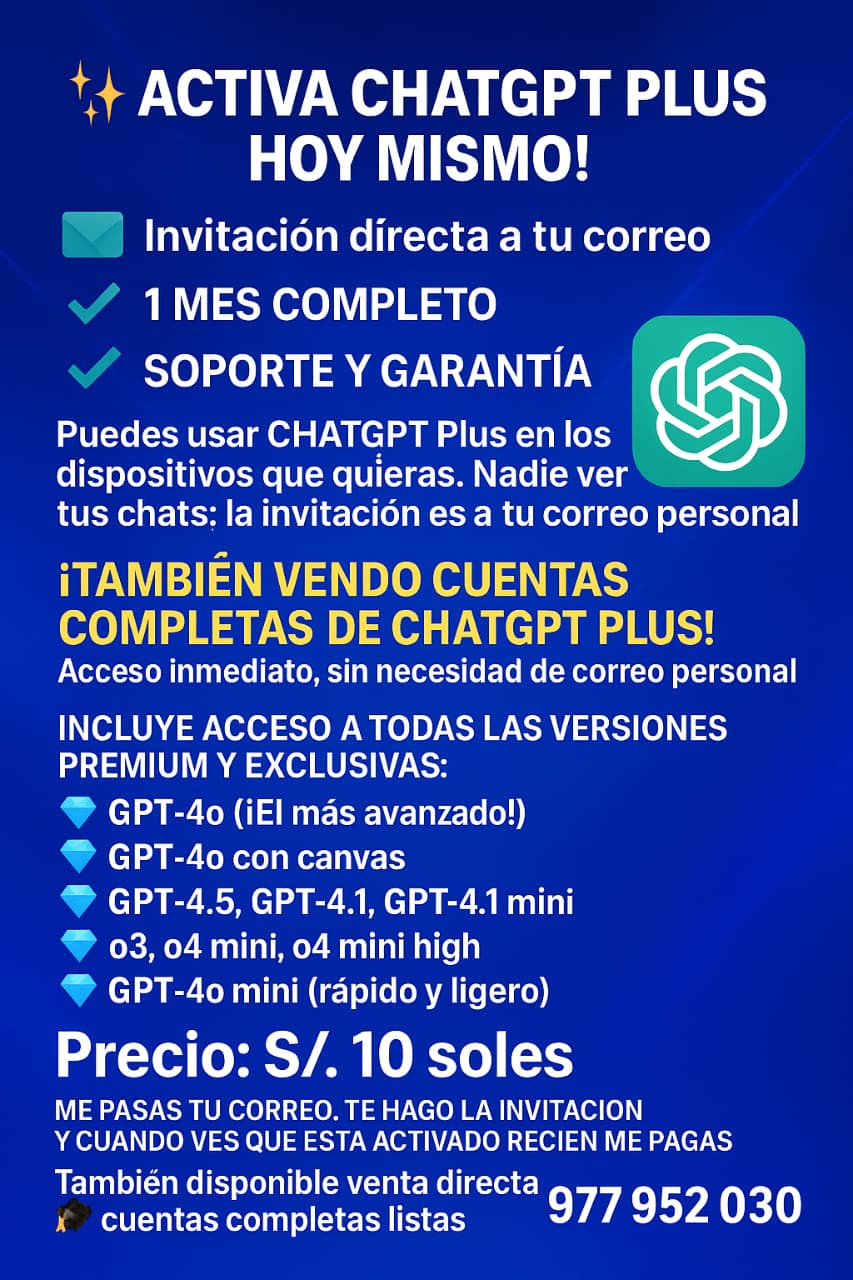 ACTIVA CHATGPT PLUS
HOY MISMO!
Invitación dírecta a tu correo
1 MES COMPLETO
SOPORTE Y GARANTÍA
Puedes usar CHATGPT Plus en los
dispositivos que quieras. Nadie ver
tus chats: la invitación es a tu correo personal
¡TAMBIÉN VENDO CUENTAS
COMPLETAS DE CHATGPT PLUS!
Acceso inmediato, sin necesidad de correo personal
INCLUYE ACCESO A TODAS LAS VERSIONES
PREMIUM Y EXCLUSIVAS:
GPT-4o (¡El más avanzado!)
GPT-4o con canvas
GPT-4.5, GPT-4.1, GPT-4.1 mini
o3, o4 mini, o4 mini high
GPT-4o mini (rápido y ligero)
Precio: S/. 10 soles
ME PASAS TU CORREO. TE HAGO LA INVITACION
Y CUANDO VES QUE ESTA ACTIVADO RECIEN ME PAGAS
También disponible venta directa
cuentas completas listas
977 952 030